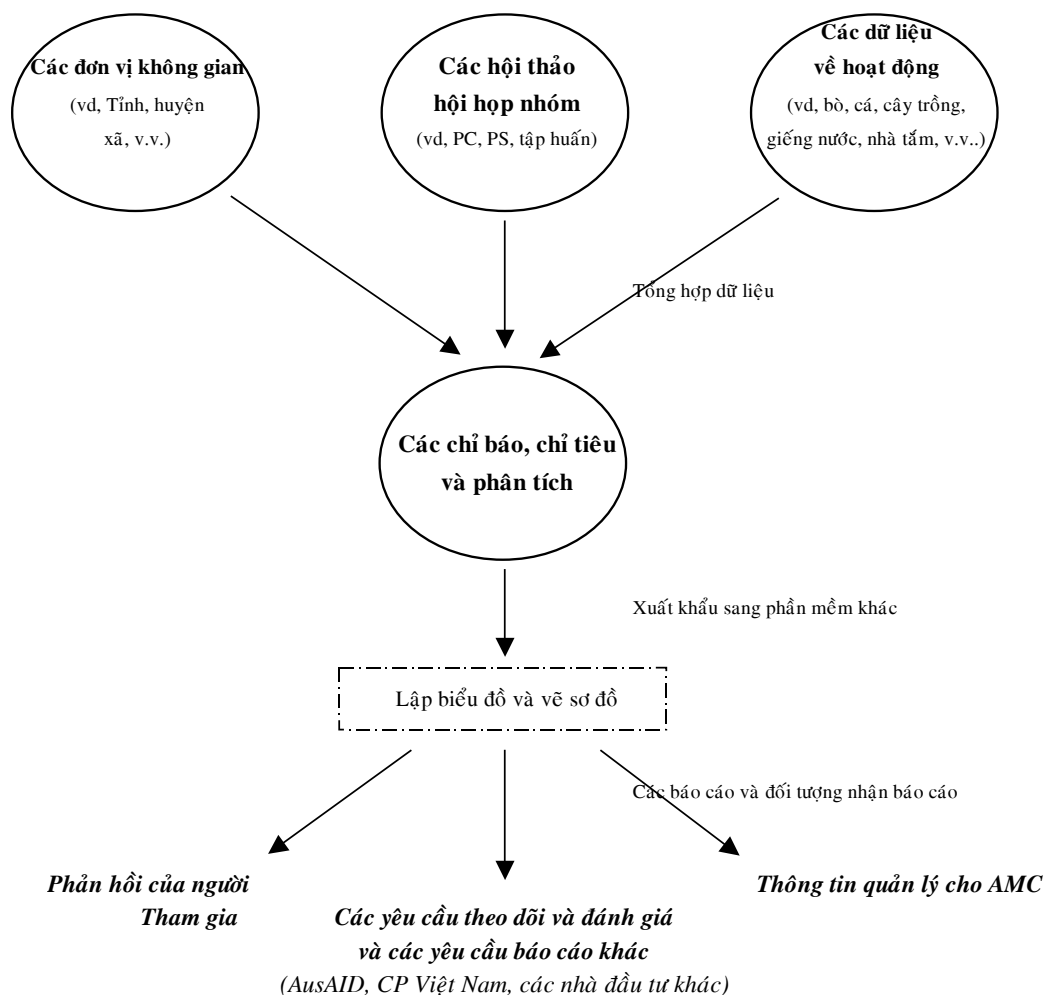 Các đơn vị không gian
(vd, Tỉnh, huyện
xã, v.v.)
Các hội thảo
hội họp nhóm
(vd, PC, PS, tập huấn)
Các dữ liệu
về hoạt động
(vd, bò, cá, cây trồng,
giếng nước, nhà tắm, v.v..)
Tổng hợp dữ liệu
Các chỉ báo, chỉ tiêu
và phân tích
Xuất khẩu sang phần mềm khác
Lập biểu đồ và vẽ sơ đồ
Các báo cáo và đối tượng nhận báo cáo
Phản hồi của người
Tham gia
Các yêu cầu theo dõi và đánh giá
và các yêu cầu báo cáo khác
(AusAID, CP Việt Nam, các nhà đầu tư khác)
Thông tin quản lý cho AMC